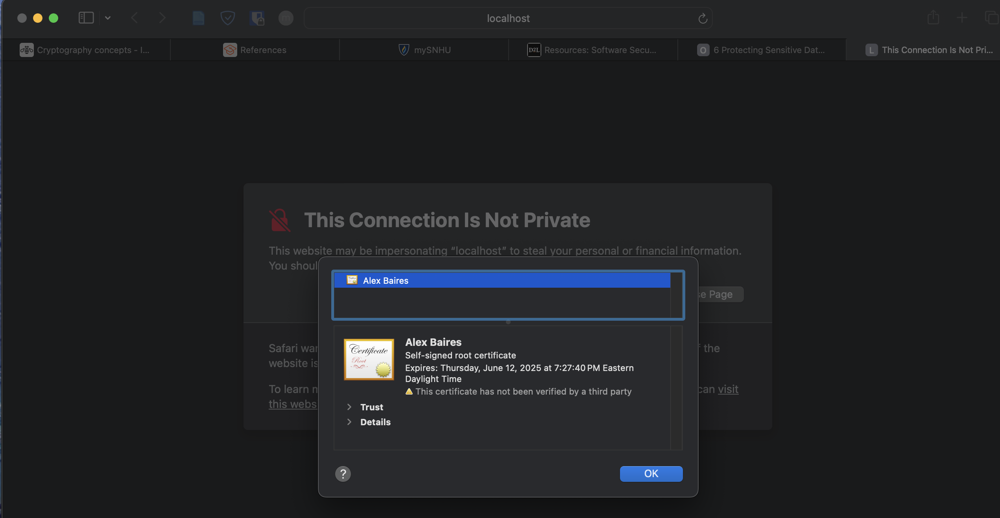 localhost
m
Cryptography concepts - I...
References
mySNHU
D2L Resources: Software Secu...
O 6 Protecting Sensitive Dat...
L This Connection Is Not Pri...
This Connection Is Not Private
This website may be impersonating “localhost” to steal your personal or financial information.
You shoul
Alex Baires
se Page
Certificate
Root
Alex Baires
Self-signed root certificate
Expires: Thursday, June 12, 2025 at 7:27:40 PM Eastern
Daylight Time
This certificate has not been verified by a third party
Safari war
the
website is
To learn
can visit
this webs
Trust
Details
?
OK